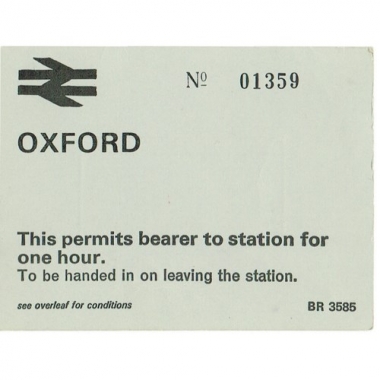 Nº 01359
OXFORD
This permits bearer to station for
one hour.
To be handed in on leaving the station.
see overleaf for conditions BR 3585